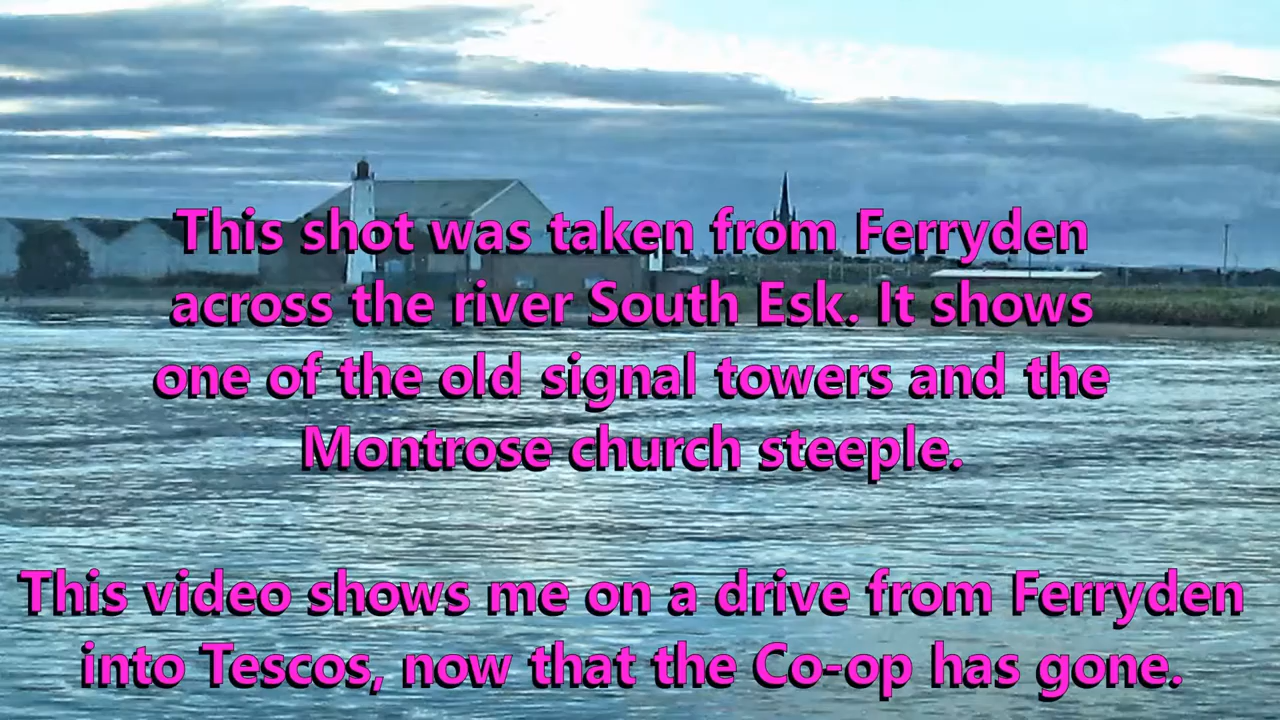 This shot was taken from Ferryden
across the river South Esk. It shows
one of the old signal towers and the
Montrose church steeple.
This video shows me on a drive from Ferryden
into Tescos, now that the Co-op has gone.